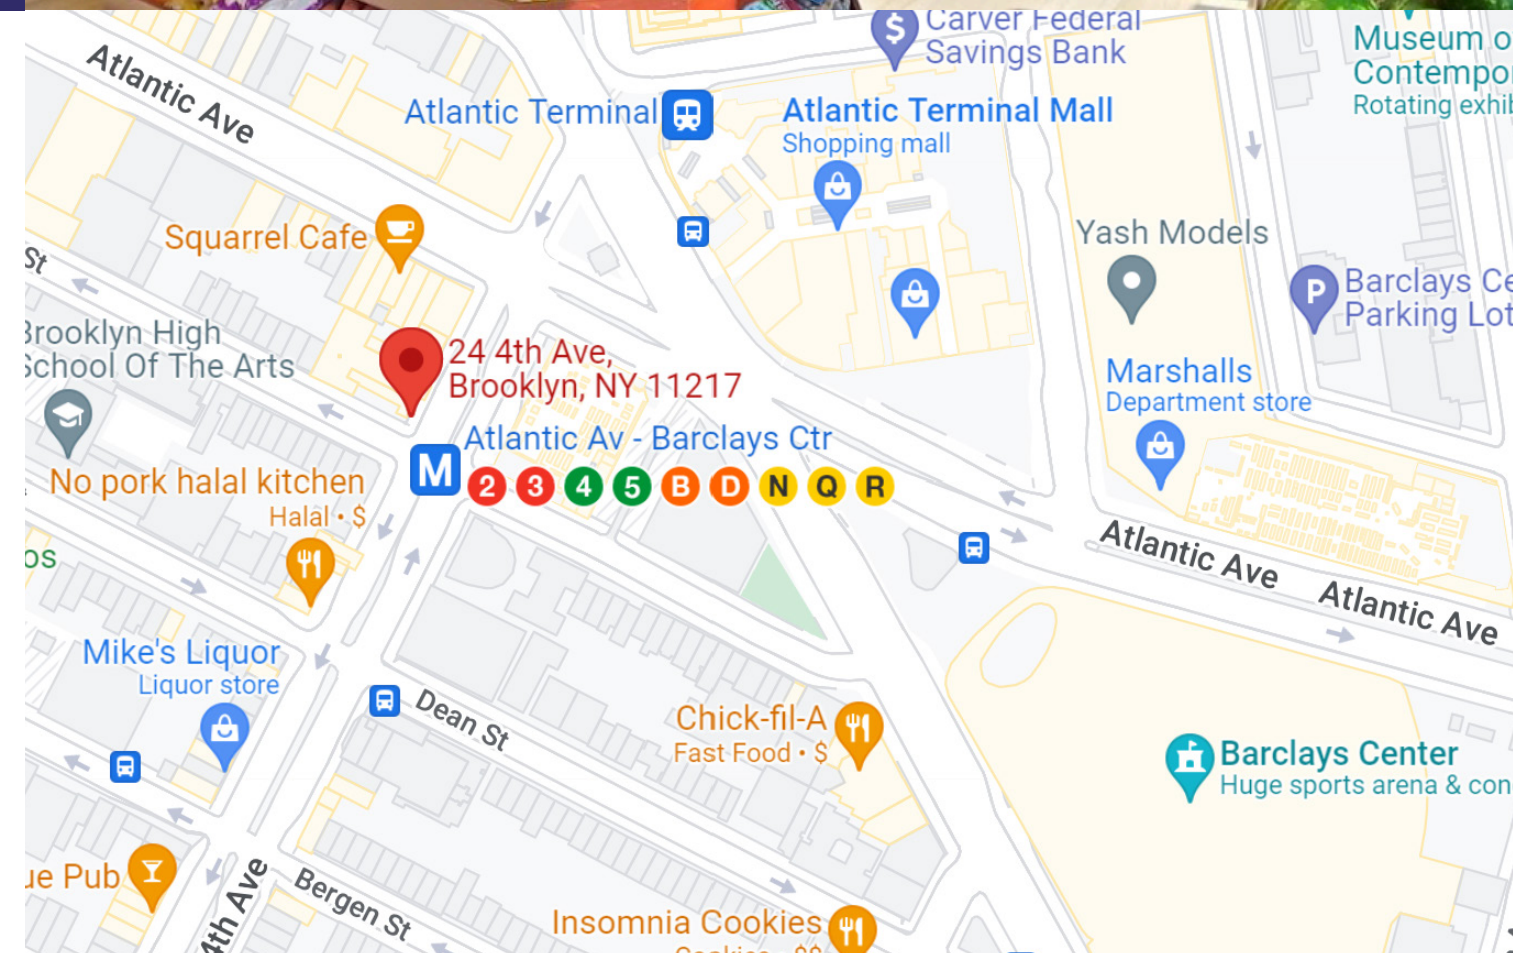 Carver Federal
Savings Bank
Museum o
Contempor
Rotating exhib
Atlantic Ave
Atlantic Terminal
Atlantic Terminal Mall
Shopping mall
Squarrel Cafe
Yash Models
St
Barclays Ce
Parking Lot
P
Brooklyn High
School Of The Arts
24 4th Ave,
Brooklyn, NY 11217
Marshalls
Department store
Atlantic Av - Barclays Ctr
M 2 3 4 5 B D N Q R
No pork halal kitchen
Halal • $
Atlantic Ave
Atlantic Ave
os
Mike's Liquor
Liquor store
Dean St
Chick-fil-A
Fast Food • $
Barclays Center
Huge sports arena & con
ue Pub
4th Ave
Bergen St
Insomnia Cookies
Cookies • $$